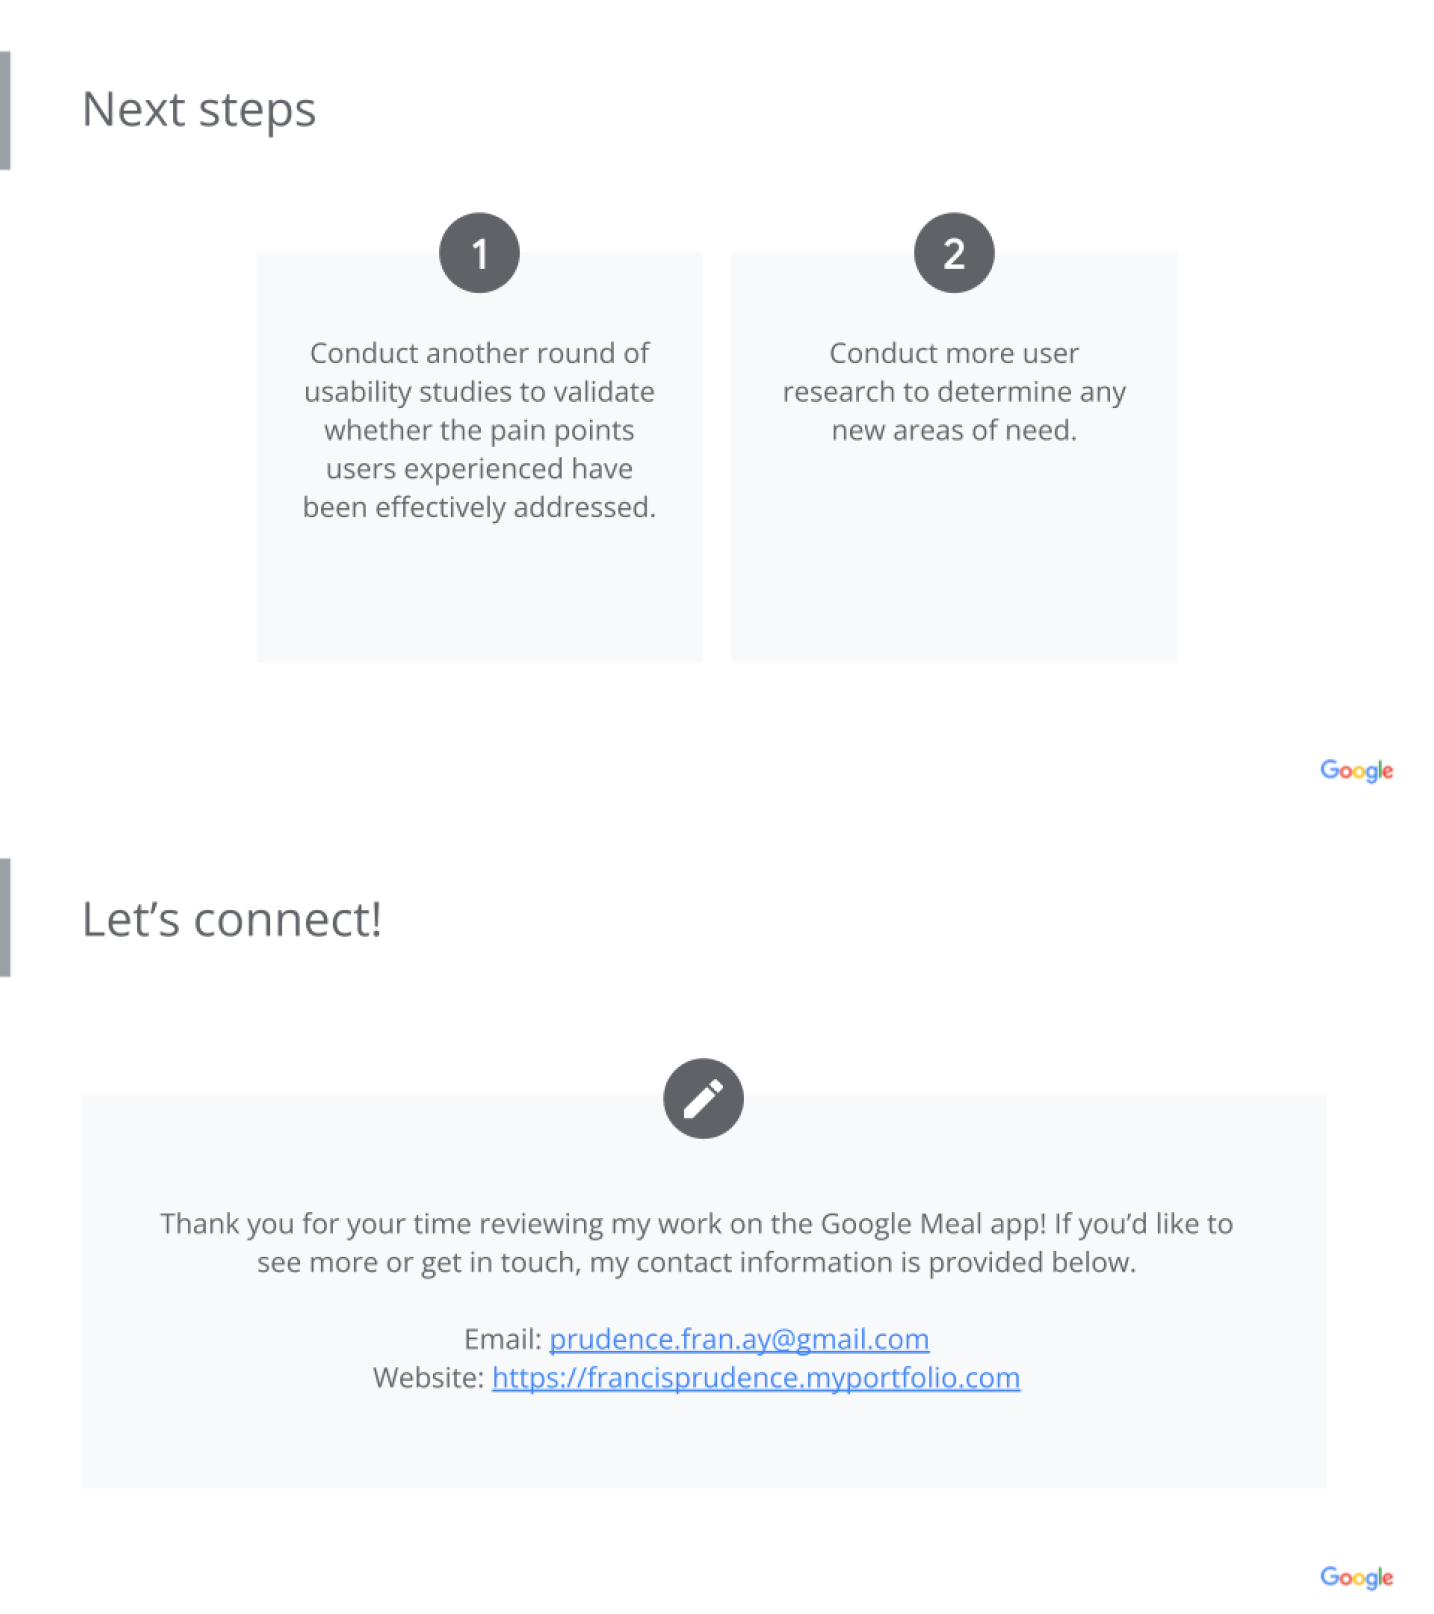 Next steps
1
Conduct another round of
usability studies to validate
whether the pain points
users experienced have
been effectively addressed.
2
Conduct more user
research to determine any
new areas of need.
Google
Let’s connect!
Thank you for your time reviewing my work on the Google Meal app! If you’d like to
see more or get in touch, my contact information is provided below.
Email: prudence.fran.ay@gmail.com
Website: https://francisprudence.myportfolio.com
Google